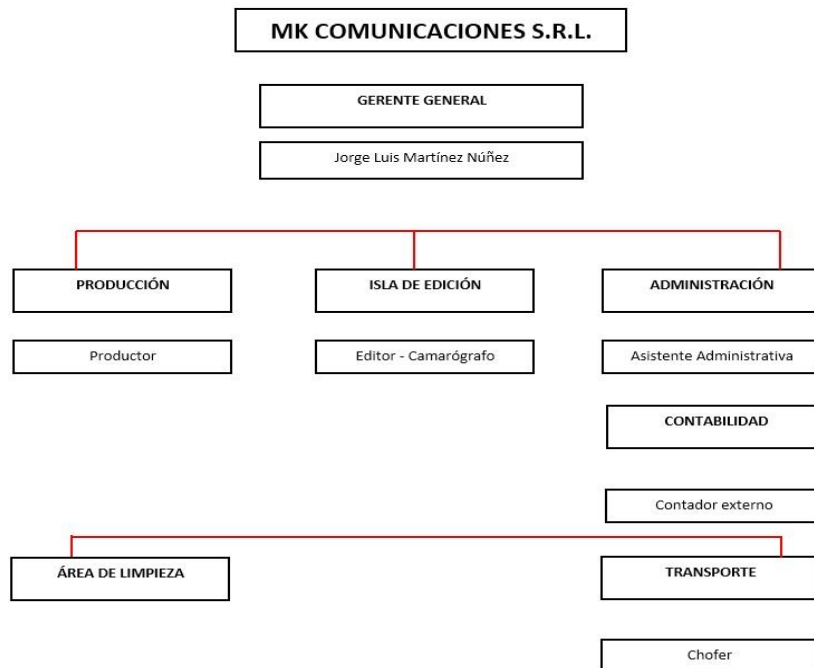 MK COMUNICACIONES S.R.L.
GERENTE GENERAL
Jorge Luis Martínez Núñez
PRODUCCIÓN
ISLA DE EDICIÓN
ADMINISTRACIÓN
Productor
Editor - Camarógrafo
Asistente Administrativa
CONTABILIDAD
Contador externo
ÁREA DE LIMPIEZA
TRANSPORTE
Chofer